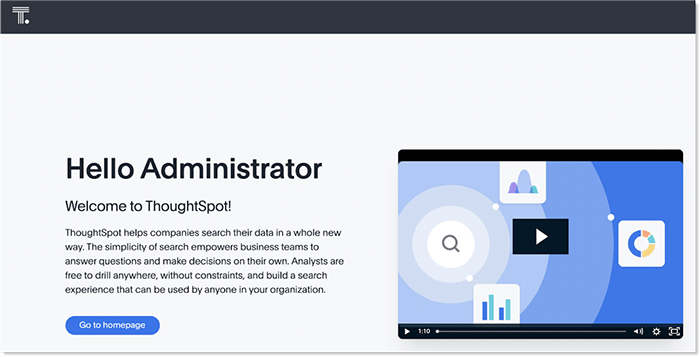 T.
Hello Administrator
Welcome to ThoughtSpot!
ThoughtSpot helps companies search their data in a whole new
way. The simplicity of search empowers business teams to
answer questions and make decisions on their own. Analysts are
free to drill anywhere, without constraints, and build a search
experience that can be used by anyone in your organization.
Go to homepage
1:10